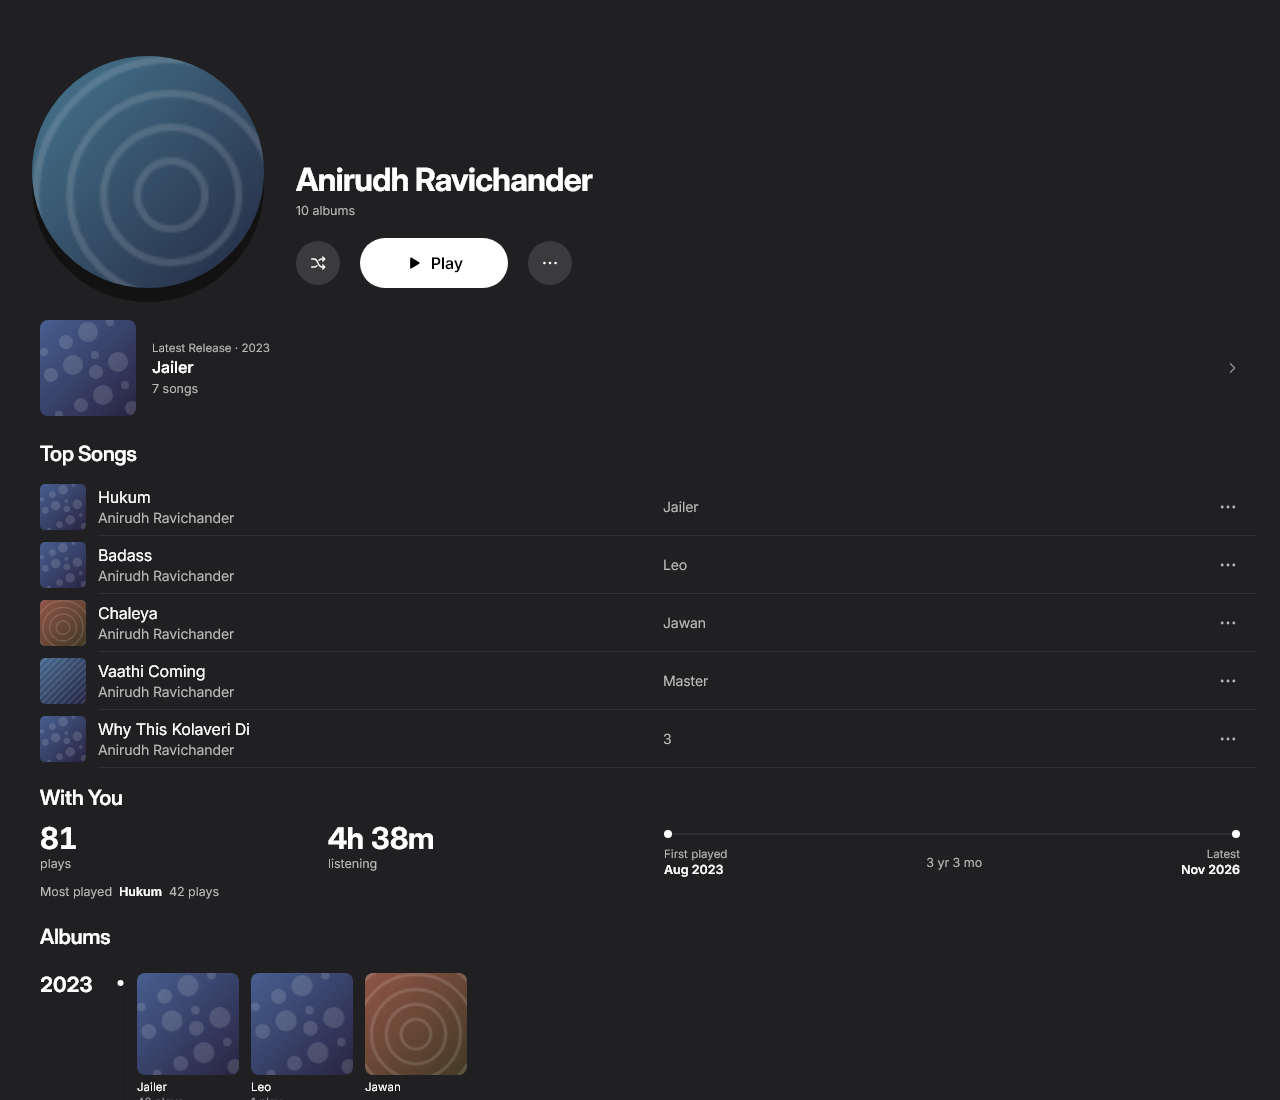 Anirudh Ravichander
10 albums
Play
Latest Release · 2023
Jailer
7 songs
Top Songs
Hukum
Anirudh Ravichander
Jailer
Badass
Anirudh Ravichander
Leo
Chaleya
Anirudh Ravichander
Jawan
Vaathi Coming
Anirudh Ravichander
Master
Why This Kolaveri Di
Anirudh Ravichander
3
With You
81
plays
4h 38m
listening
First played
Aug 2023
3 yr 3 mo
Latest
Nov 2026
Most played Hukum 42 plays
Albums
2023
Jailer
Leo
Jawan